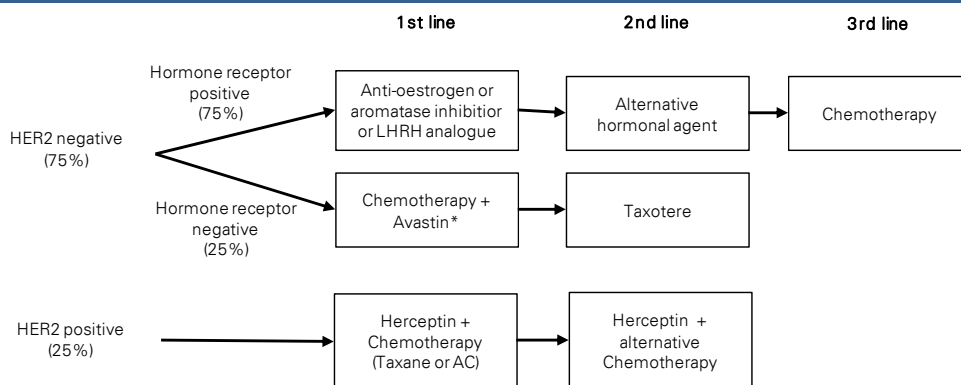 1st line
2nd line
3rd line
HER2 negative
(75%)
Hormone receptor
positive
(75%)
Anti-oestrogen or
aromatase inhibitior
or LHRH analogue
Alternative
hormonal agent
Chemotherapy
Hormone receptor
negative
(25%)
Chemotherapy +
Avastin*
Taxotere
HER2 positive
(25%)
Herceptin +
Chemotherapy
(Taxane or AC)
Herceptin +
alternative
Chemotherapy